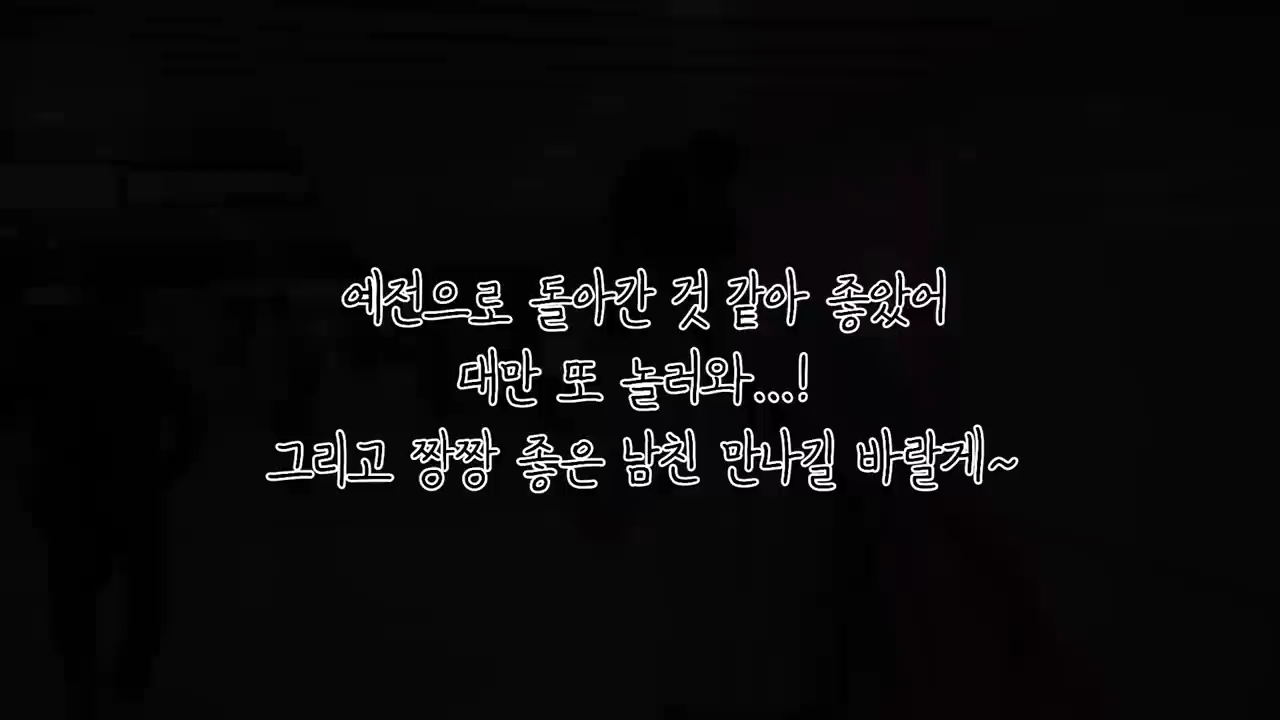 예전으로 돌아간 것 같아 좋았어
대만 또 놀러와...!
그리고 짱짱 좋은 남친 만나길 바랄게~